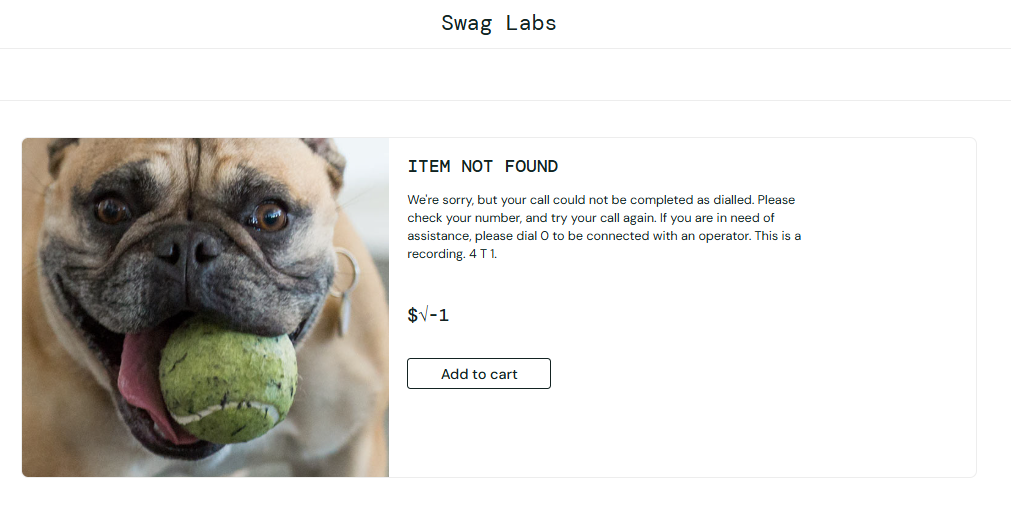 Swag Labs
ITEM NOT FOUND
We're sorry, but your call could not be completed as dialled. Please
check your number, and try your call again. If you are in need of
assistance, please dial 0 to be connected with an operator. This is a
recording. 4 T 1.
$√-1
Add to cart